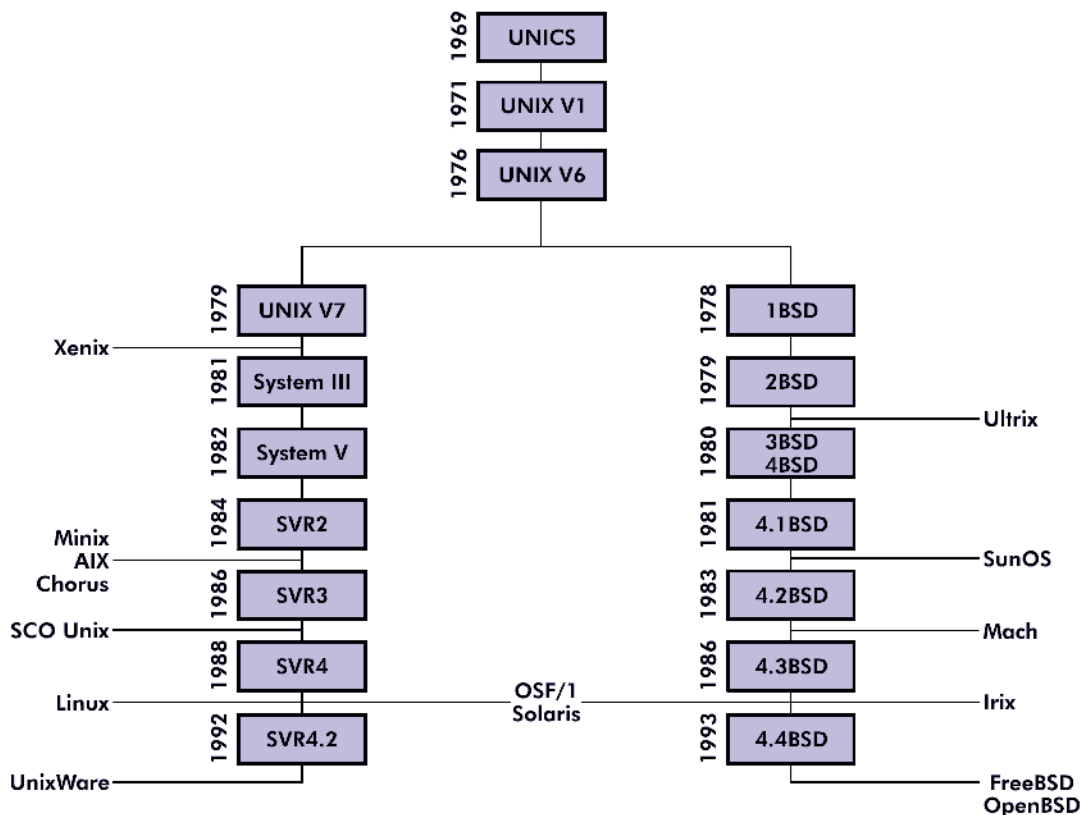 1969
UNICS
1971
UNIX V1
1976
UNIX V6
1979
UNIX V7
1978
1BSD
Xenix
1981
System III
1979
2BSD
Ultrix
1982
System V
1980
3BSD
4BSD
1984
SVR2
1981
4.1BSD
Minix
AIX
Chorus
SunOS
1986
SVR3
1983
4.2BSD
SCO Unix
Mach
1988
SVR4
1986
4.3BSD
Linux
OSF/1
Solaris
Irix
1992
SVR4.2
1993
4.4BSD
UnixWare
FreeBSD
OpenBSD